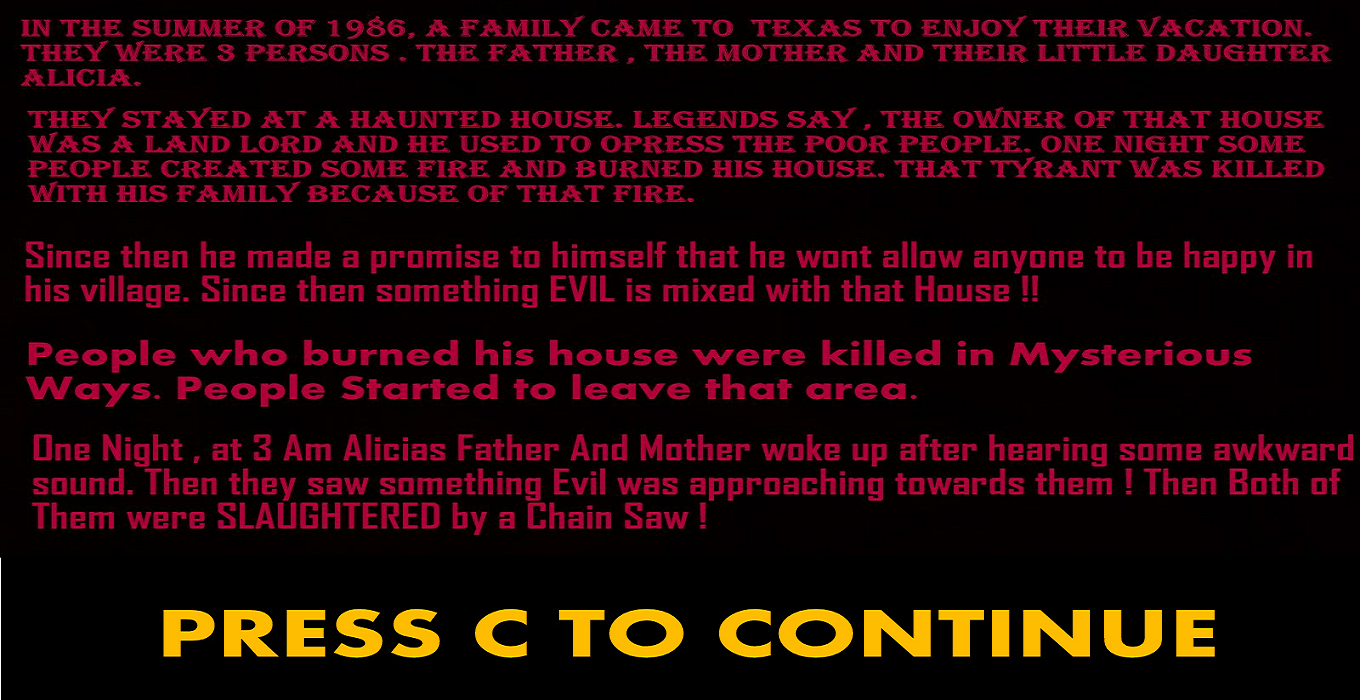 IN THE SUMMER OF 1986, A FAMILY CAME TO TEXAS TO ENJOY THEIR VACATION.
THEY WERE 3 PERSONS . THE FATHER , THE MOTHER AND THEIR LITTLE DAUGHTER
ALICIA.
THEY STAYED AT A HAUNTED HOUSE. LEGENDS SAY , THE OWNER OF THAT HOUSE
WAS A LAND LORD AND HE USED TO OPRESS THE POOR PEOPLE. ONE NIGHT SOME
PEOPLE CREATED SOME FIRE AND BURNED HIS HOUSE. THAT TYRANT WAS KILLED
WITH HIS FAMILY BECAUSE OF THAT FIRE.
Since then he made a promise to himself that he wont allow anyone to be happy in
his village. Since then something EVIL is mixed with that House !!
People who burned his house were killed in Mysterious
Ways. People Started to leave that area.
One Night , at 3 Am Alicias Father And Mother woke up after hearing some awkward
sound. Then they saw something Evil was approaching towards them ! Then Both of
Them were SLAUGHTERED by a Chain Saw !
PRESS C TO CONTINUE